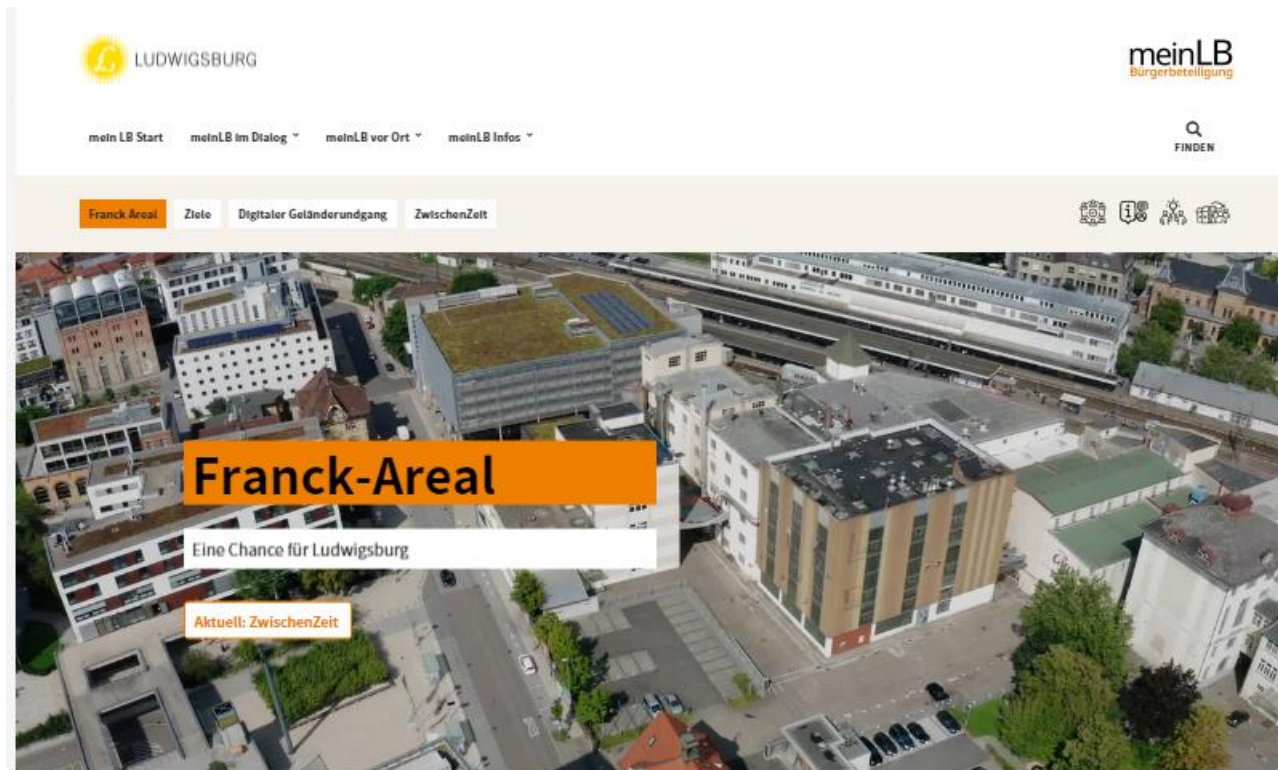 LUDWIGSBURG
meinLB
Bürgerbeteiligung
mein LB Start
meinLB im Dialog
meinLB vor Ort
meinLB Infos
FINDEN
Franck Areal
Ziele
Digitaler Geländerundgang
ZwischenZeit
Franck-Areal
Eine Chance für Ludwigsburg
Aktuell: ZwischenZeit